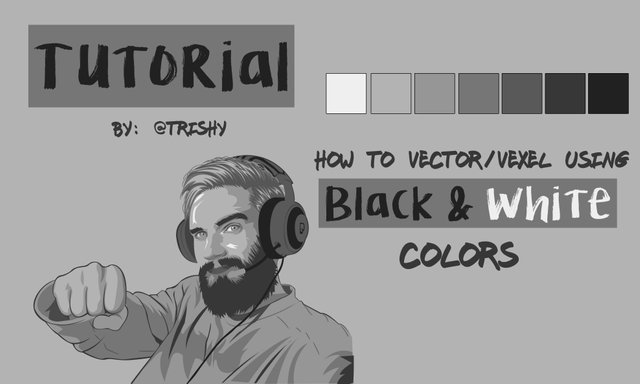 TUTORial
BY: @TRISHY
HOW TO VECTOR/VEXEL USING
Black & White
COLORS